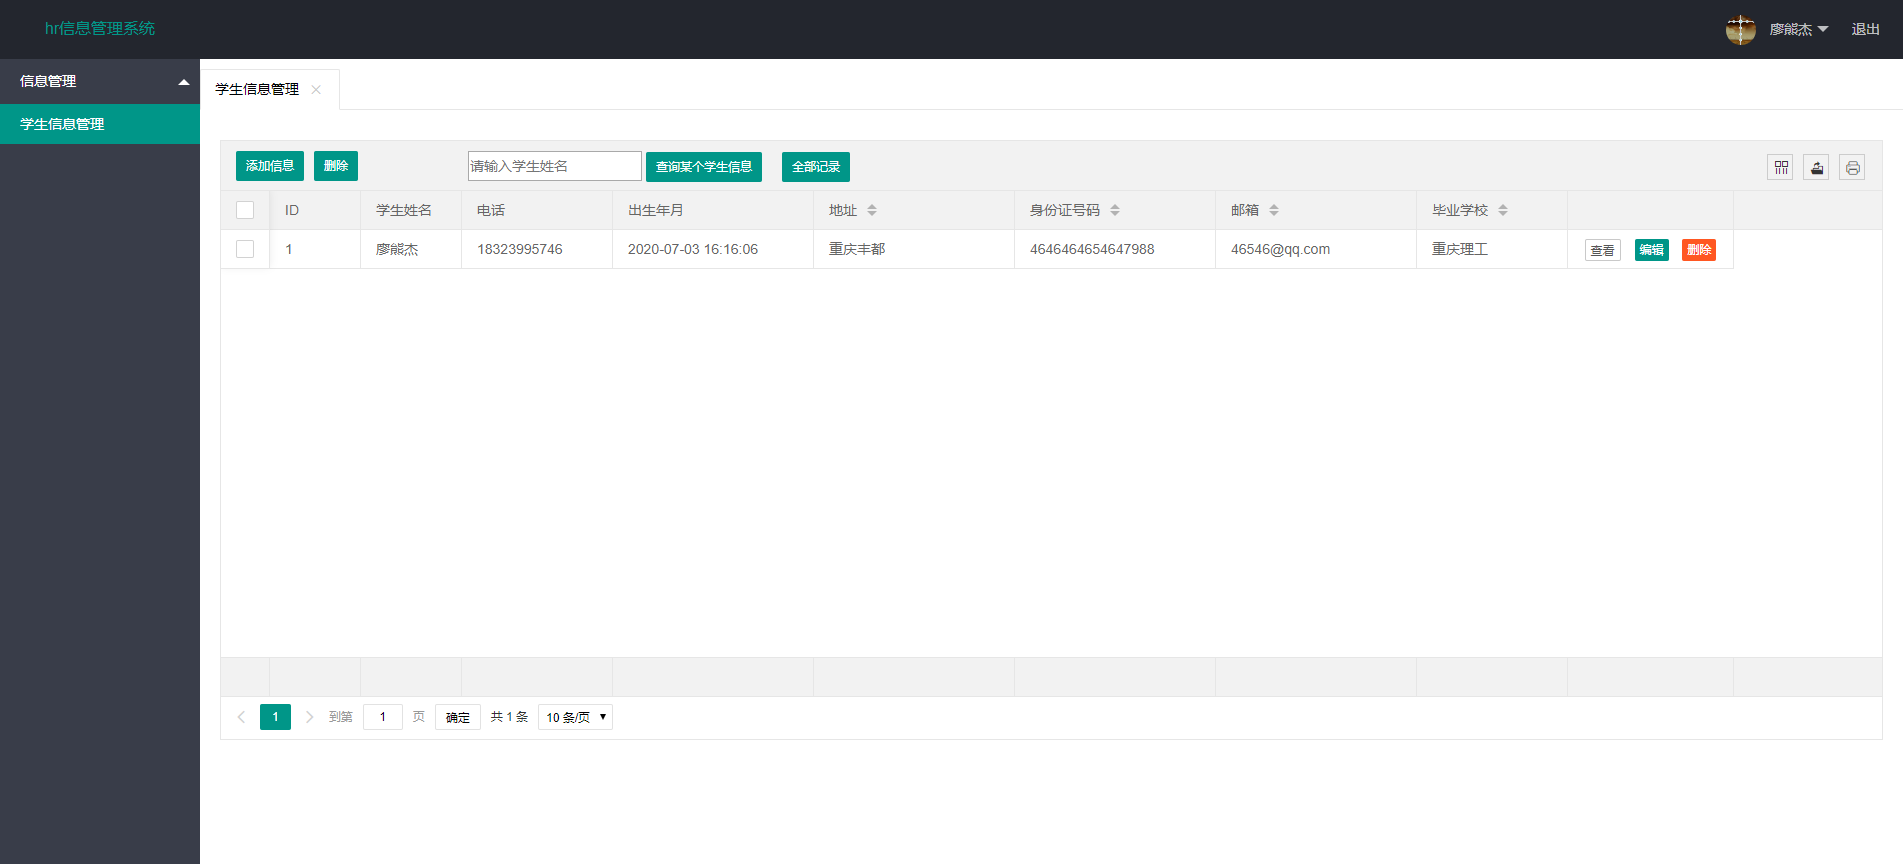 hr信息管理系统
廖熊杰 退出
信息管理
学生信息管理
学生信息管理
添加信息 删除 请输入学生姓名 查询某个学生信息 全部记录
ID 学生姓名 电话 出生年月 地址 身份证号码 邮箱 毕业学校
1 廖熊杰 18323995746 2020-07-03 16:16:06 重庆丰都 4646464654647988 46546@qq.com 重庆理工 查看 编辑 删除
1 到第 1 页 确定 共 1 条 10 条/页